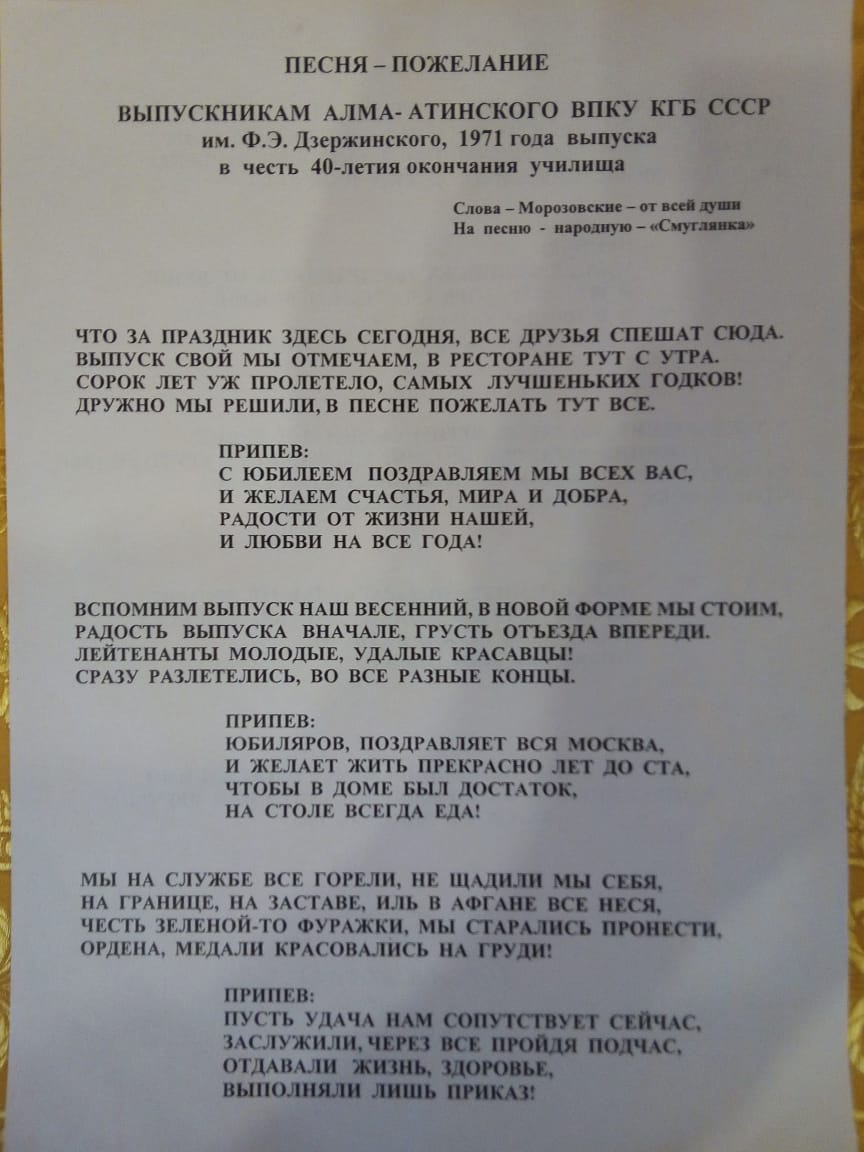 ПЕСНЯ – ПОЖЕЛАНИЕ
ВЫПУСКНИКАМ АЛМА- АТИНСКОГО ВПКУ КГБ СССР
им. Ф.Э. Дзержинского, 1971 года выпуска
в честь 40-летия окончания училища
Слова – Морозовские – от всей души
На песню - народную – «Смуглянка»
ЧТО ЗА ПРАЗДНИК ЗДЕСЬ СЕГОДНЯ, ВСЕ ДРУЗЬЯ СПЕШАТ СЮДА.
ВЫПУСК СВОЙ МЫ ОТМЕЧАЕМ, В РЕСТОРАНЕ ТУТ С УТРА.
СОРОК ЛЕТ УЖ ПРОЛЕТЕЛО, САМЫХ ЛУЧШЕНЬКИХ ГОДКОВ!
ДРУЖНО МЫ РЕШИЛИ, В ПЕСНЕ ПОЖЕЛАТЬ ТУТ ВСЕ.
ПРИПЕВ:
С ЮБИЛЕЕМ ПОЗДРАВЛЯЕМ МЫ ВСЕХ ВАС,
И ЖЕЛАЕМ СЧАСТЬЯ, МИРА И ДОБРА,
РАДОСТИ ОТ ЖИЗНИ НАШЕЙ,
И ЛЮБВИ НА ВСЕ ГОДА!
ВСПОМНИМ ВЫПУСК НАШ ВЕСЕННИЙ, В НОВОЙ ФОРМЕ МЫ СТОИМ,
РАДОСТЬ ВЫПУСКА ВНАЧАЛЕ, ГРУСТЬ ОТЪЕЗДА ВПЕРЕДИ.
ЛЕЙТЕНАНТЫ МОЛОДЫЕ, УДАЛЫЕ КРАСАВЦЫ!
СРАЗУ РАЗЛЕТЕЛИСЬ, ВО ВСЕ РАЗНЫЕ КОНЦЫ.
ПРИПЕВ:
ЮБИЛЯРОВ, ПОЗДРАВЛЯЕТ ВСЯ МОСКВА,
И ЖЕЛАЕТ ЖИТЬ ПРЕКРАСНО ЛЕТ ДО СТА,
ЧТОБЫ В ДОМЕ БЫЛ ДОСТАТОК,
НА СТОЛЕ ВСЕГДА ЕДА!
МЫ НА СЛУЖБЕ ВСЕ ГОРЕЛИ, НЕ ЩАДИЛИ МЫ СЕБЯ,
НА ГРАНИЦЕ, НА ЗАСТАВЕ, ИЛЬ В АФГАНЕ ВСЕ НЕСЯ,
ЧЕСТЬ ЗЕЛЕНОЙ-ТО ФУРАЖКИ, МЫ СТАРАЛИСЬ ПРОНЕСТИ,
ОРДЕНА, МЕДАЛИ КРАСОВАЛИСЬ НА ГРУДИ!
ПРИПЕВ:
ПУСТЬ УДАЧА НАМ СОПУТСТВУЕТ СЕЙЧАС,
ЗАСЛУЖИЛИ, ЧЕРЕЗ ВСЕ ПРОЙДЯ ПОДЧАС,
ОТДАВАЛИ ЖИЗНЬ, ЗДОРОВЬЕ,
ВЫПОЛНЯЛИ ЛИШЬ ПРИКАЗ!